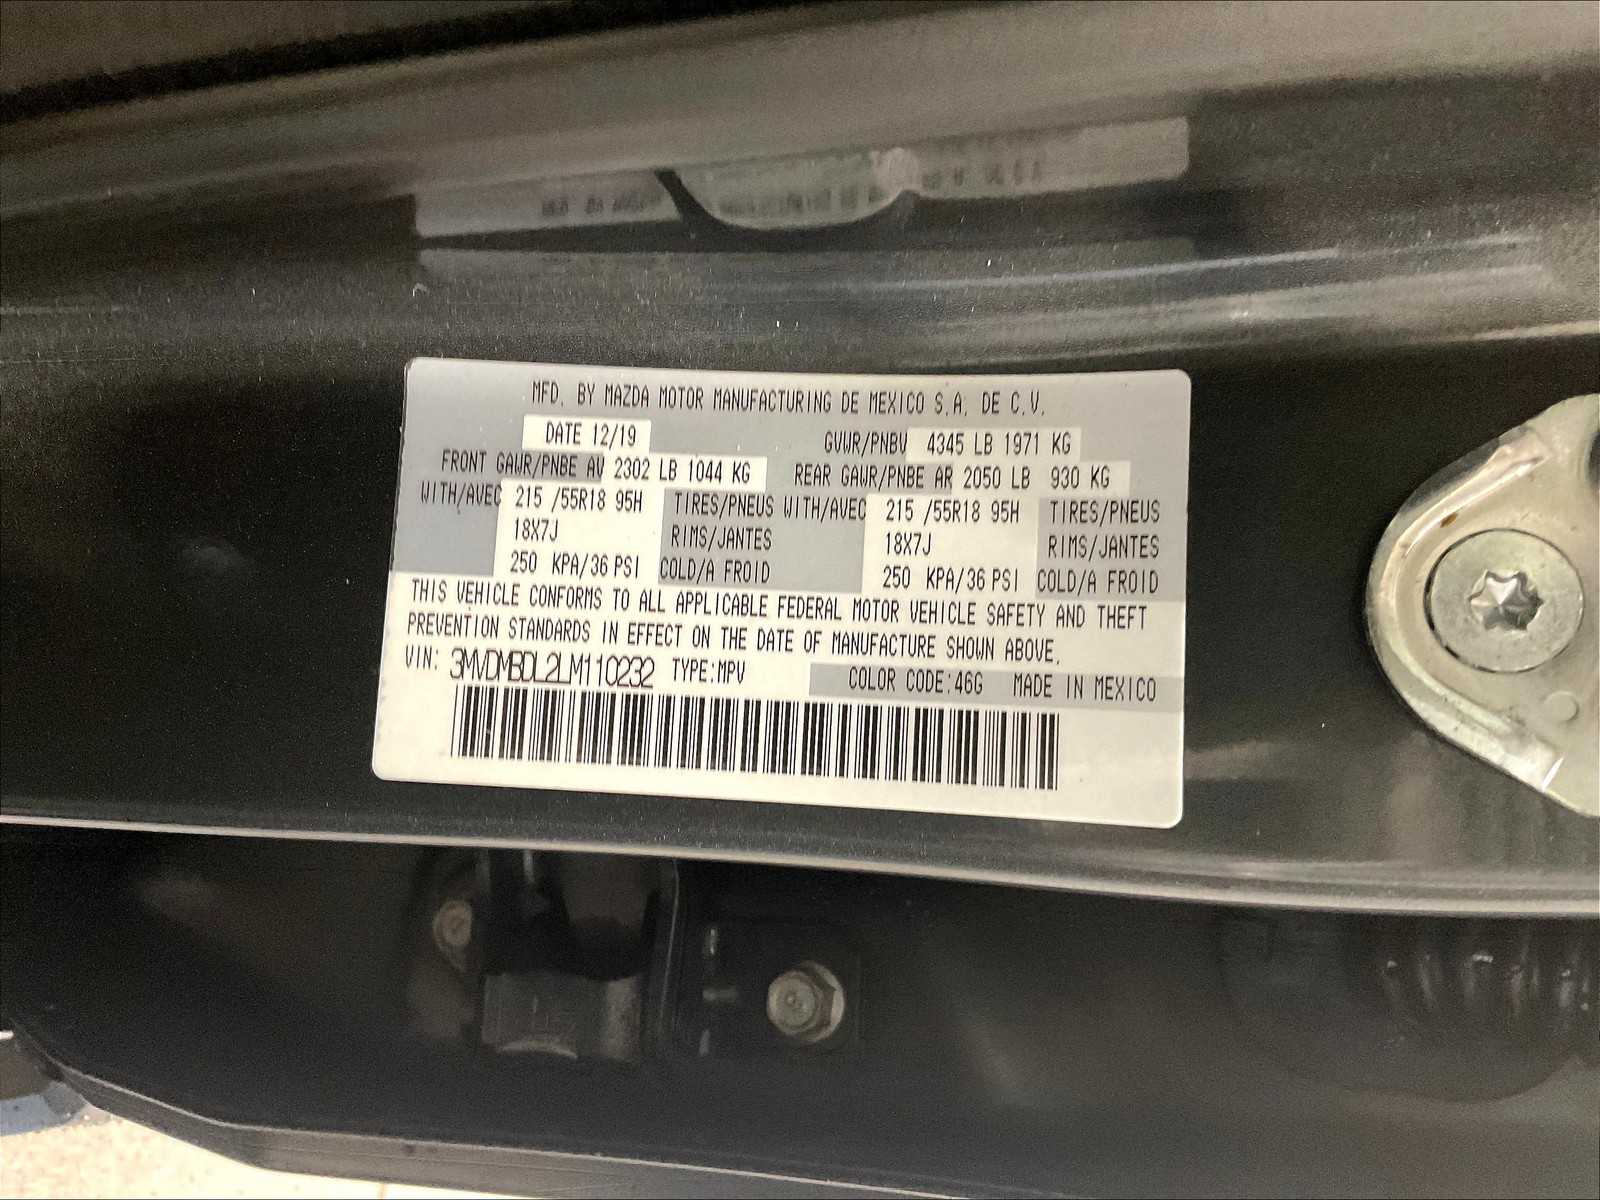 MFD. BY MAZDA MOTOR MANUFACTURING DE MEXICO S.A. DE C.V.
DATE 12/19 GVWR/PNBV 4345 LB 1971 KG
FRONT GAWR/PNBE AV 2302 LB 1044 KG REAR GAWR/PNBE AR 2050 LB 930 KG
WITH/AVEC 215 /55R18 95H TIRES/PNEUS WITH/AVEC 215 /55R18 95H TIRES/PNEUS
18X7J RIMS/JANTES 18X7J RIMS/JANTES
250 KPA/36 PSI COLD/A FROID 250 KPA/36 PSI COLD/A FROID
THIS VEHICLE CONFORMS TO ALL APPLICABLE FEDERAL MOTOR VEHICLE SAFETY AND THEFT
PREVENTION STANDARDS IN EFFECT ON THE DATE OF MANUFACTURE SHOWN ABOVE.
VIN: 3MVDMBDL2LM110232 TYPE:MPV COLOR CODE:46G MADE IN MEXICO